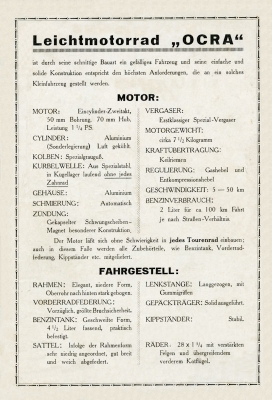 Leichtmotorrad „OCRA“
ist durch seine schnittige Bauart ein gefälliges Fahrzeug und seine einfache und
solide Konstruktion entspricht den höchsten Anforderungen, die an ein solches
Kleinfahrzeug gestellt werden.
MOTOR:
MOTOR: Einzylinder-Zweitakt,
50 mm Bohrung, 70 mm Hub,
Leistung 1¼ PS.
CYLINDER: Aluminium
(Sonderlegierung) Luft gekühlt.
KOLBEN: Spezialgrauguß.
KURBELWELLE: Aus Spezialstahl,
in Kugellager laufend ohne jedes
Zahnrad
GEHÄUSE: Aluminium
SCHMIERUNG: Automatisch
ZÜNDUNG:
Gekapselter Schwungscheiben-
Magnet besonderer Konstruktion
VERGASER:
Erstklassiger Spezial-Vergaser
MOTORGEWICHT:
cirka 7½ Kilogramm
KRAFTÜBERTRAGUNG:
Keilriemen
REGULIERUNG: Gashebel und
Entkompressionshebel
GESCHWINDIGKEIT: 5 — 50 km
BENZINVERBRAUCH:
2 Liter für ca 100 km Fahrt
je nach Straßen-Verhältnis
Der Motor läßt sich ohne Schwierigkeit in jedes Tourenrad einbauen;
auch in diesem Falle werden alle Zubehörteile, wie Benzintank, Vorderrad-
federung, Kippständer etc. mitgeliefert.
FAHRGESTELL:
RAHMEN: Elegant, niedere Form,
Oberrohr nach hinten stark gebogen.
VORDERRADFEDERUNG:
Vorzüglich, größte Bruchsicherheit.
BENZINTANK: Geschweifte Form,
4½ Liter fassend, praktisch
befestigt.
SATTEL: Infolge der Rahmenform
sehr niedrig angeordnet, gut breit
und weich abgefedert.
LENKSTANGE: Langgezogen, mit
Gummigriffen
GEPÄCKTRÄGER: Solid ausgeführt.
KIPPSTÄNDER: Stabil.
RÄDER: 28 x 1¾ mit verstärkten
Felgen und übergreifendem
vorderem Kotflügel.